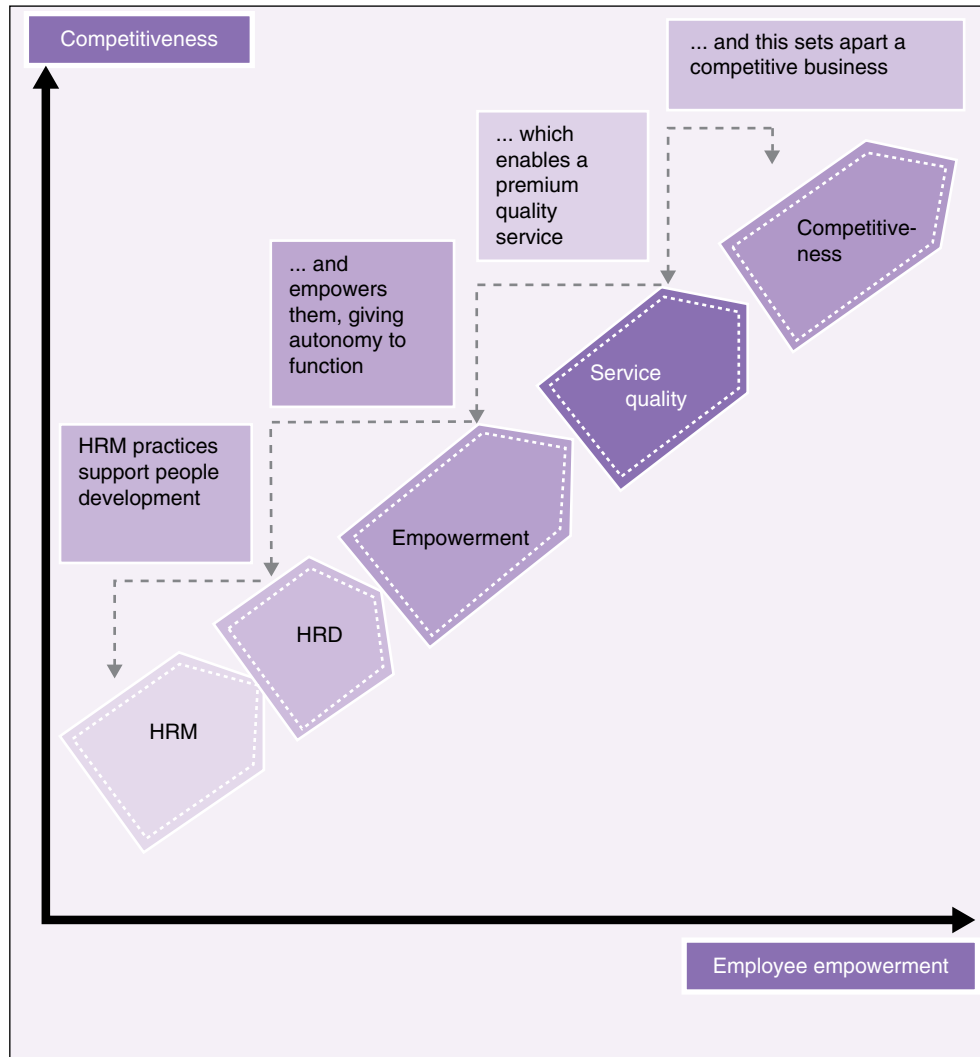 Competitiveness
... and this sets apart a
competitive business
... which
enables a
premium
quality
service
Competitive-
ness
... and
empowers
them, giving
autonomy to
function
Service
quality
HRM practices
support people
development
Empowerment
HRD
HRM
Employee empowerment